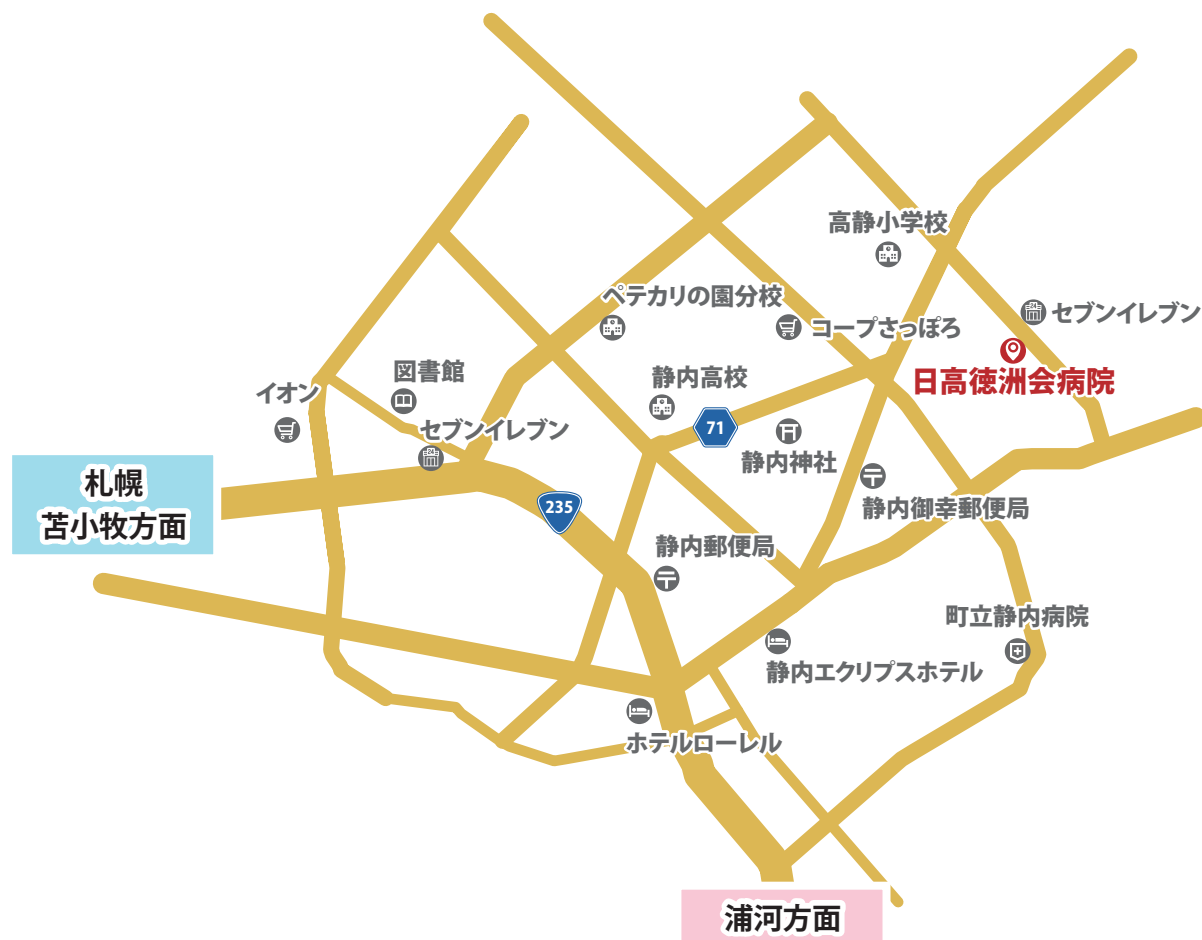 高静小学校
ペテカリの園分校
セブンイレブン
コープさっぽろ
図書館
静内高校
日高徳洲会病院
イオン
セブンイレブン
71
静内神社
札幌
苫小牧方面
235
静内御幸郵便局
静内郵便局
町立静内病院
静内エクリプスホテル
ホテルローレル
浦河方面